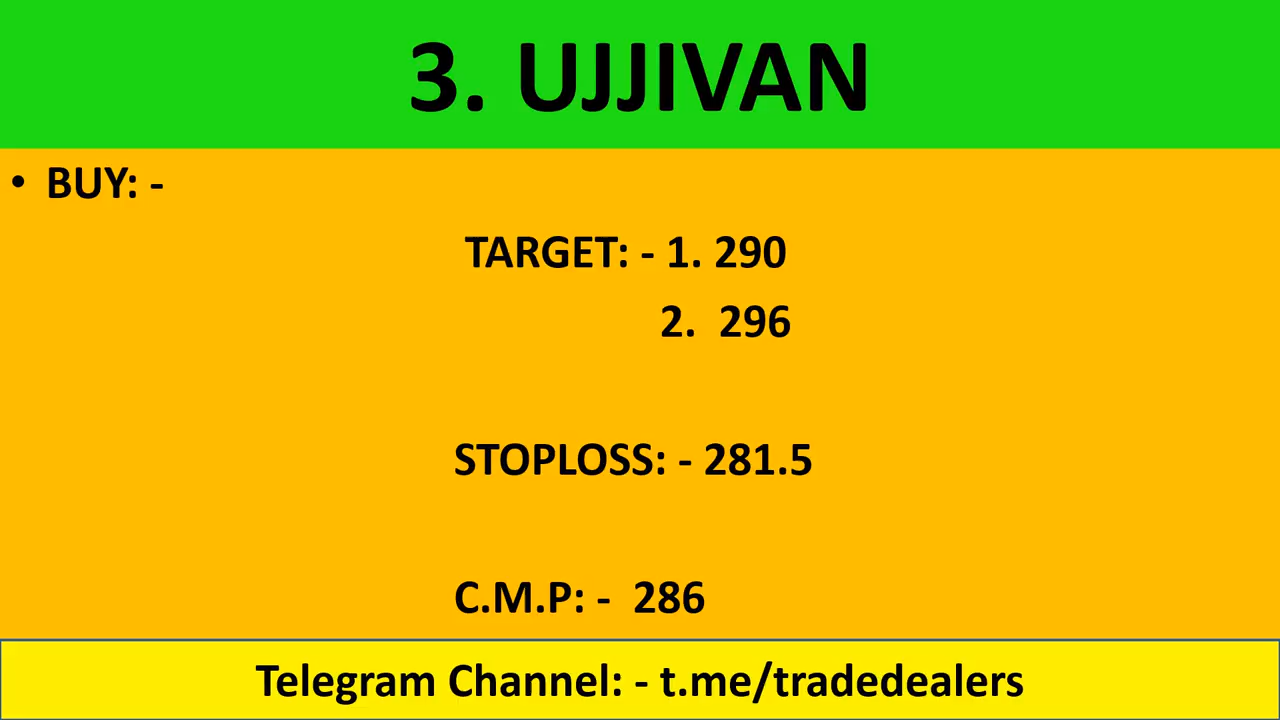 3. UJJIVAN
• BUY: -
TARGET: - 1. 290
2. 296
STOPLOSS: - 281.5
C.M.P: - 286
Telegram Channel: - t.me/tradedealers